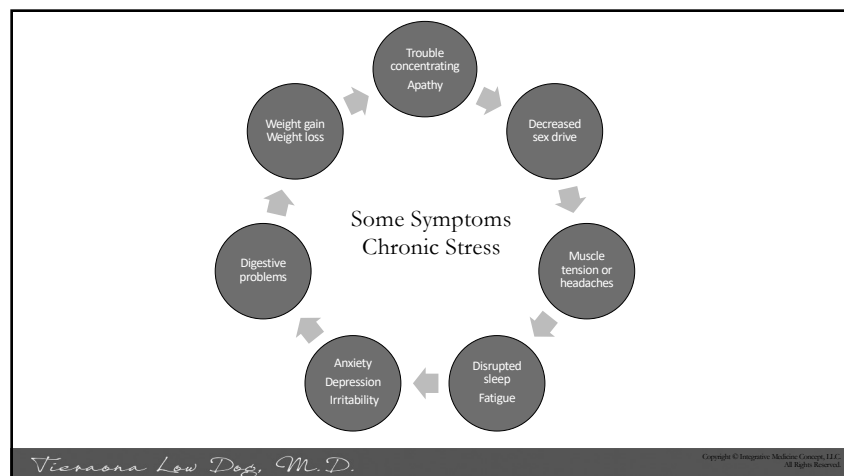 Trouble
concentrating
Apathy
Decreased
sex drive
Muscle
tension or
headaches
Disrupted
sleep
Fatigue
Anxiety
Depression
Irritability
Digestive
problems
Weight gain
Weight loss
Some Symptoms
Chronic Stress
Tieraona Low Dog, M.D.
Copyright © Integrative Medicine Concept, LLC.
All Rights Reserved.